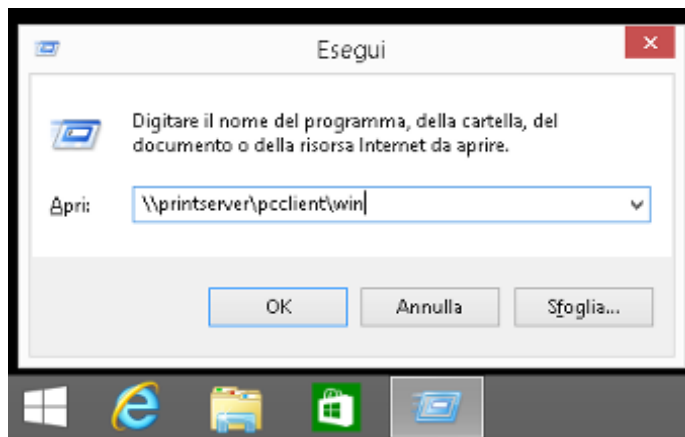 Esegui
Digitare il nome del programma, della cartella, del
documento o della risorsa Internet da aprire.
Apri: \\printserver\pcclient\win
OK Annulla Sfoglia...